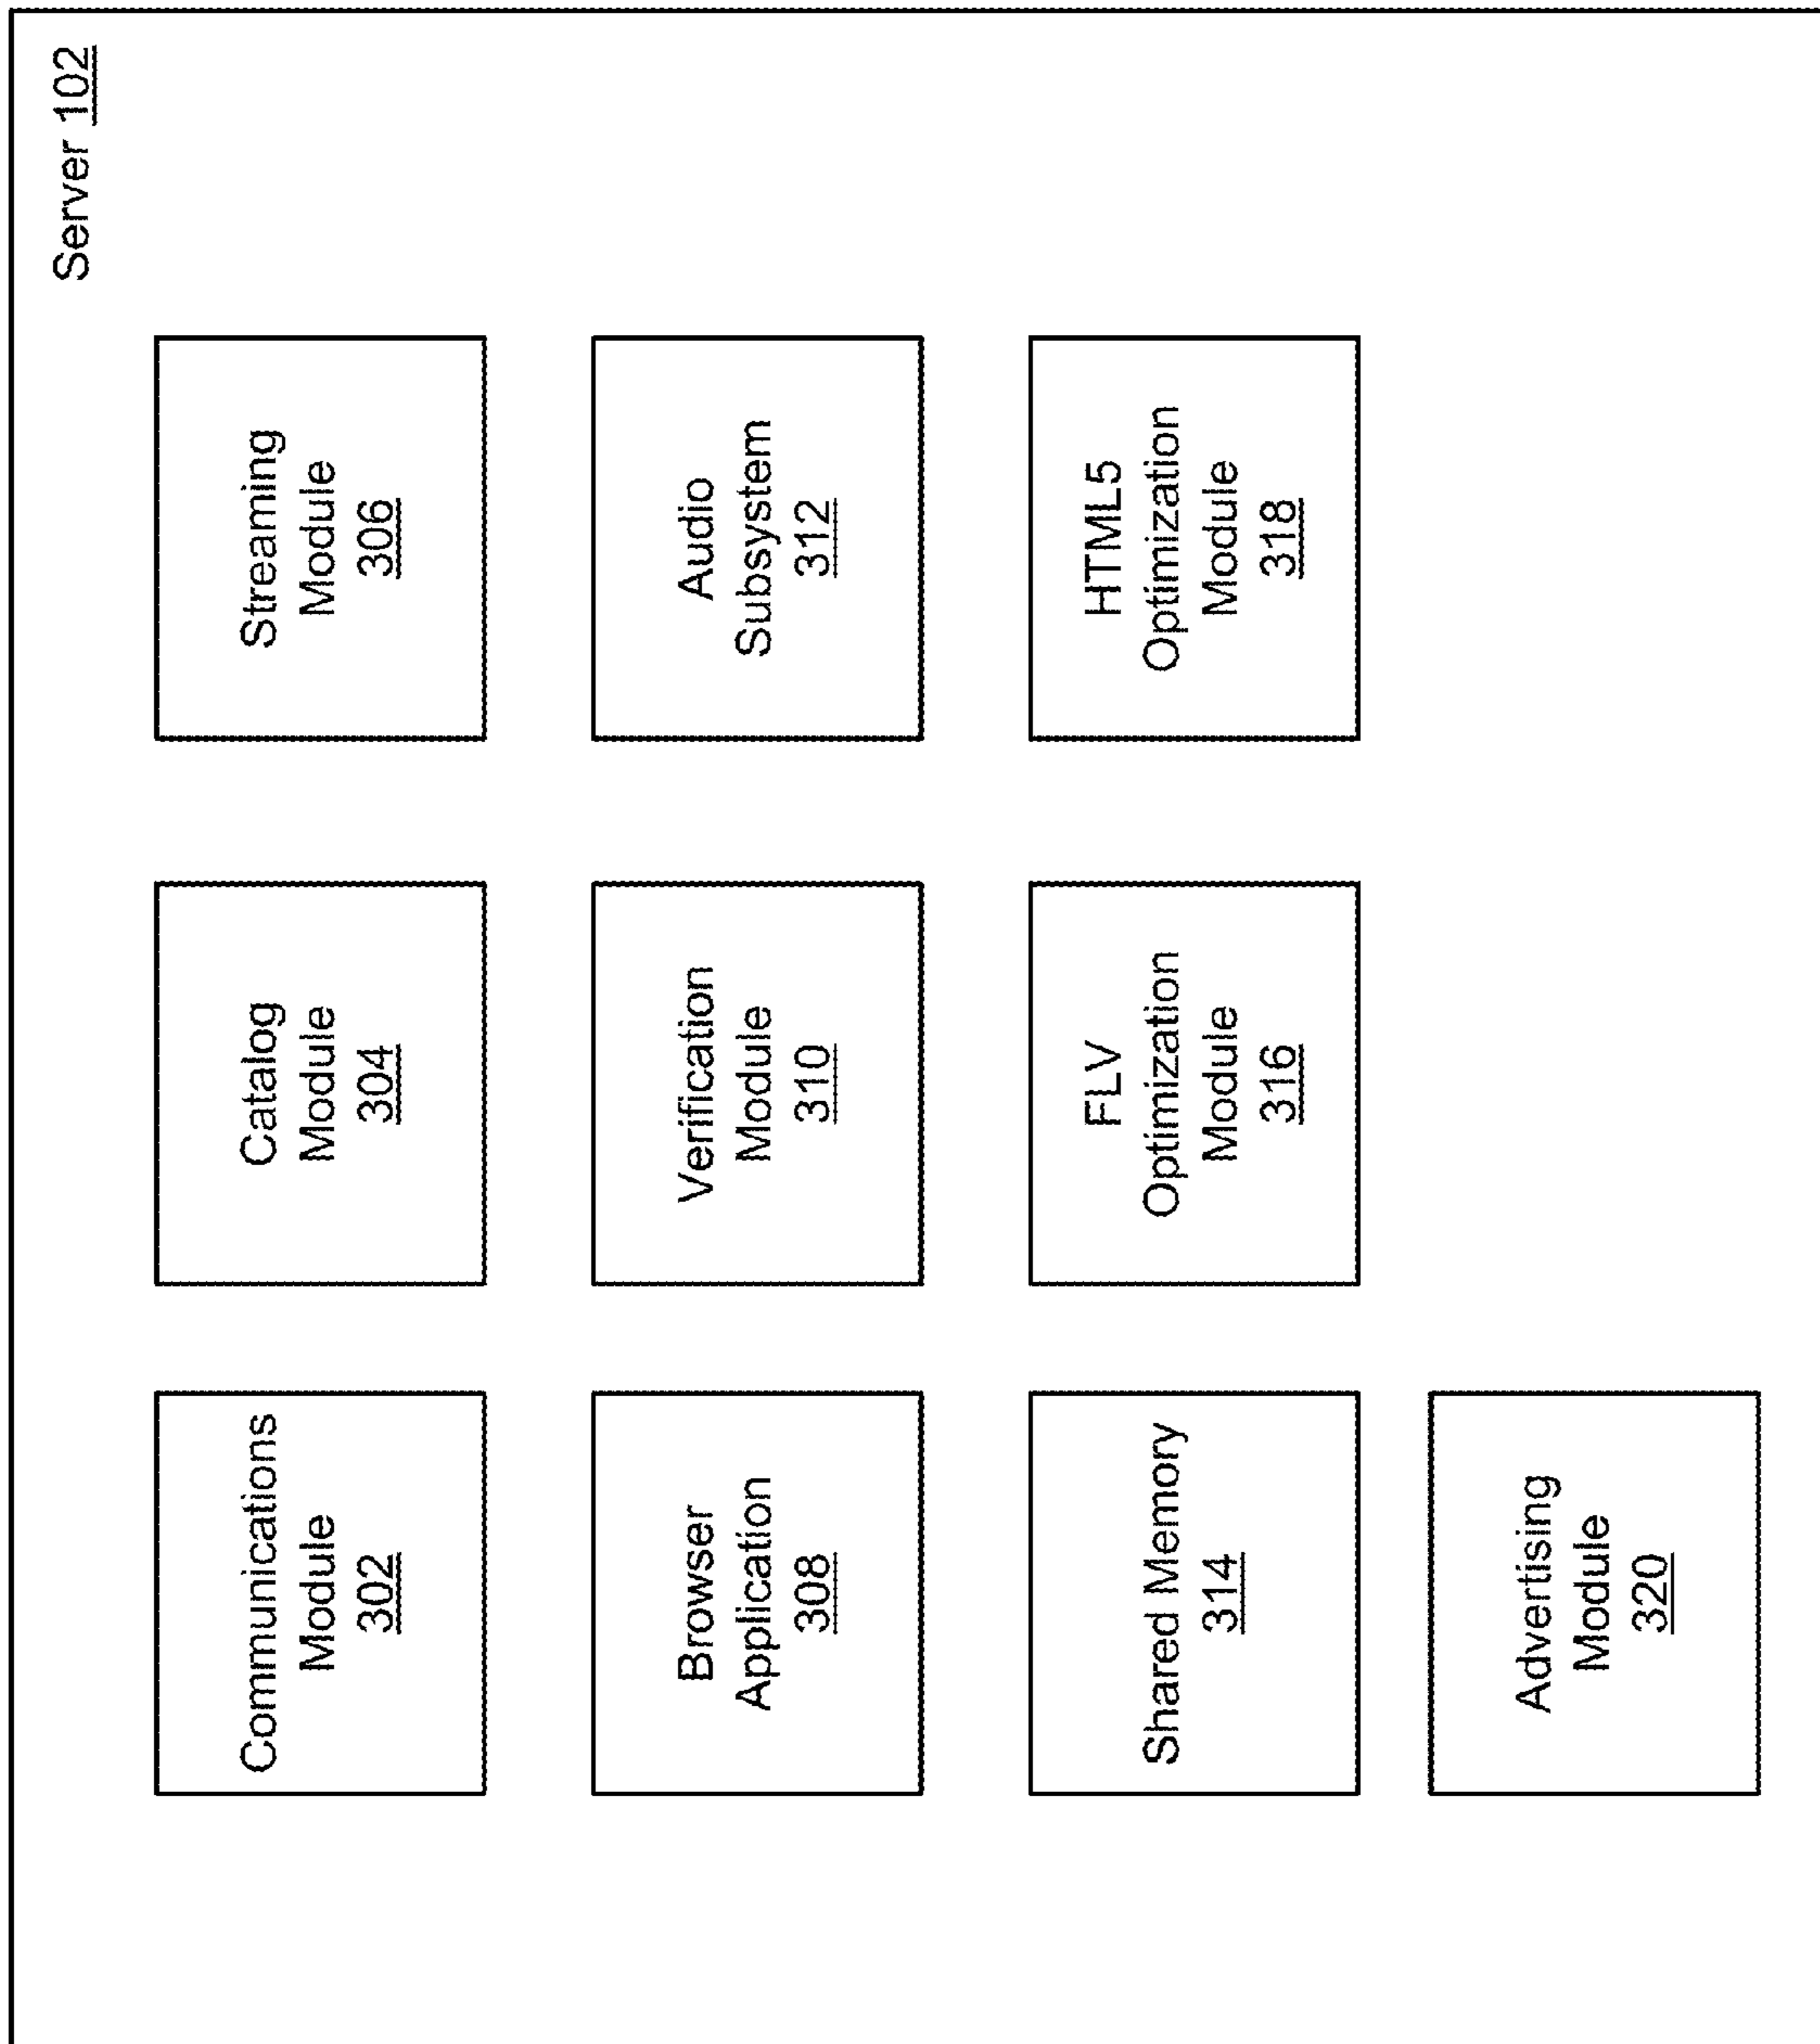 Server 102
Communications
Module
302
Catalog
Module
304
Streaming
Module
306
Browser
Application
308
Verification
Module
310
Audio
Subsystem
312
Shared Memory
314
FLV
Optimization
Module
316
HTML5
Optimization
Module
318
Advertising
Module
320